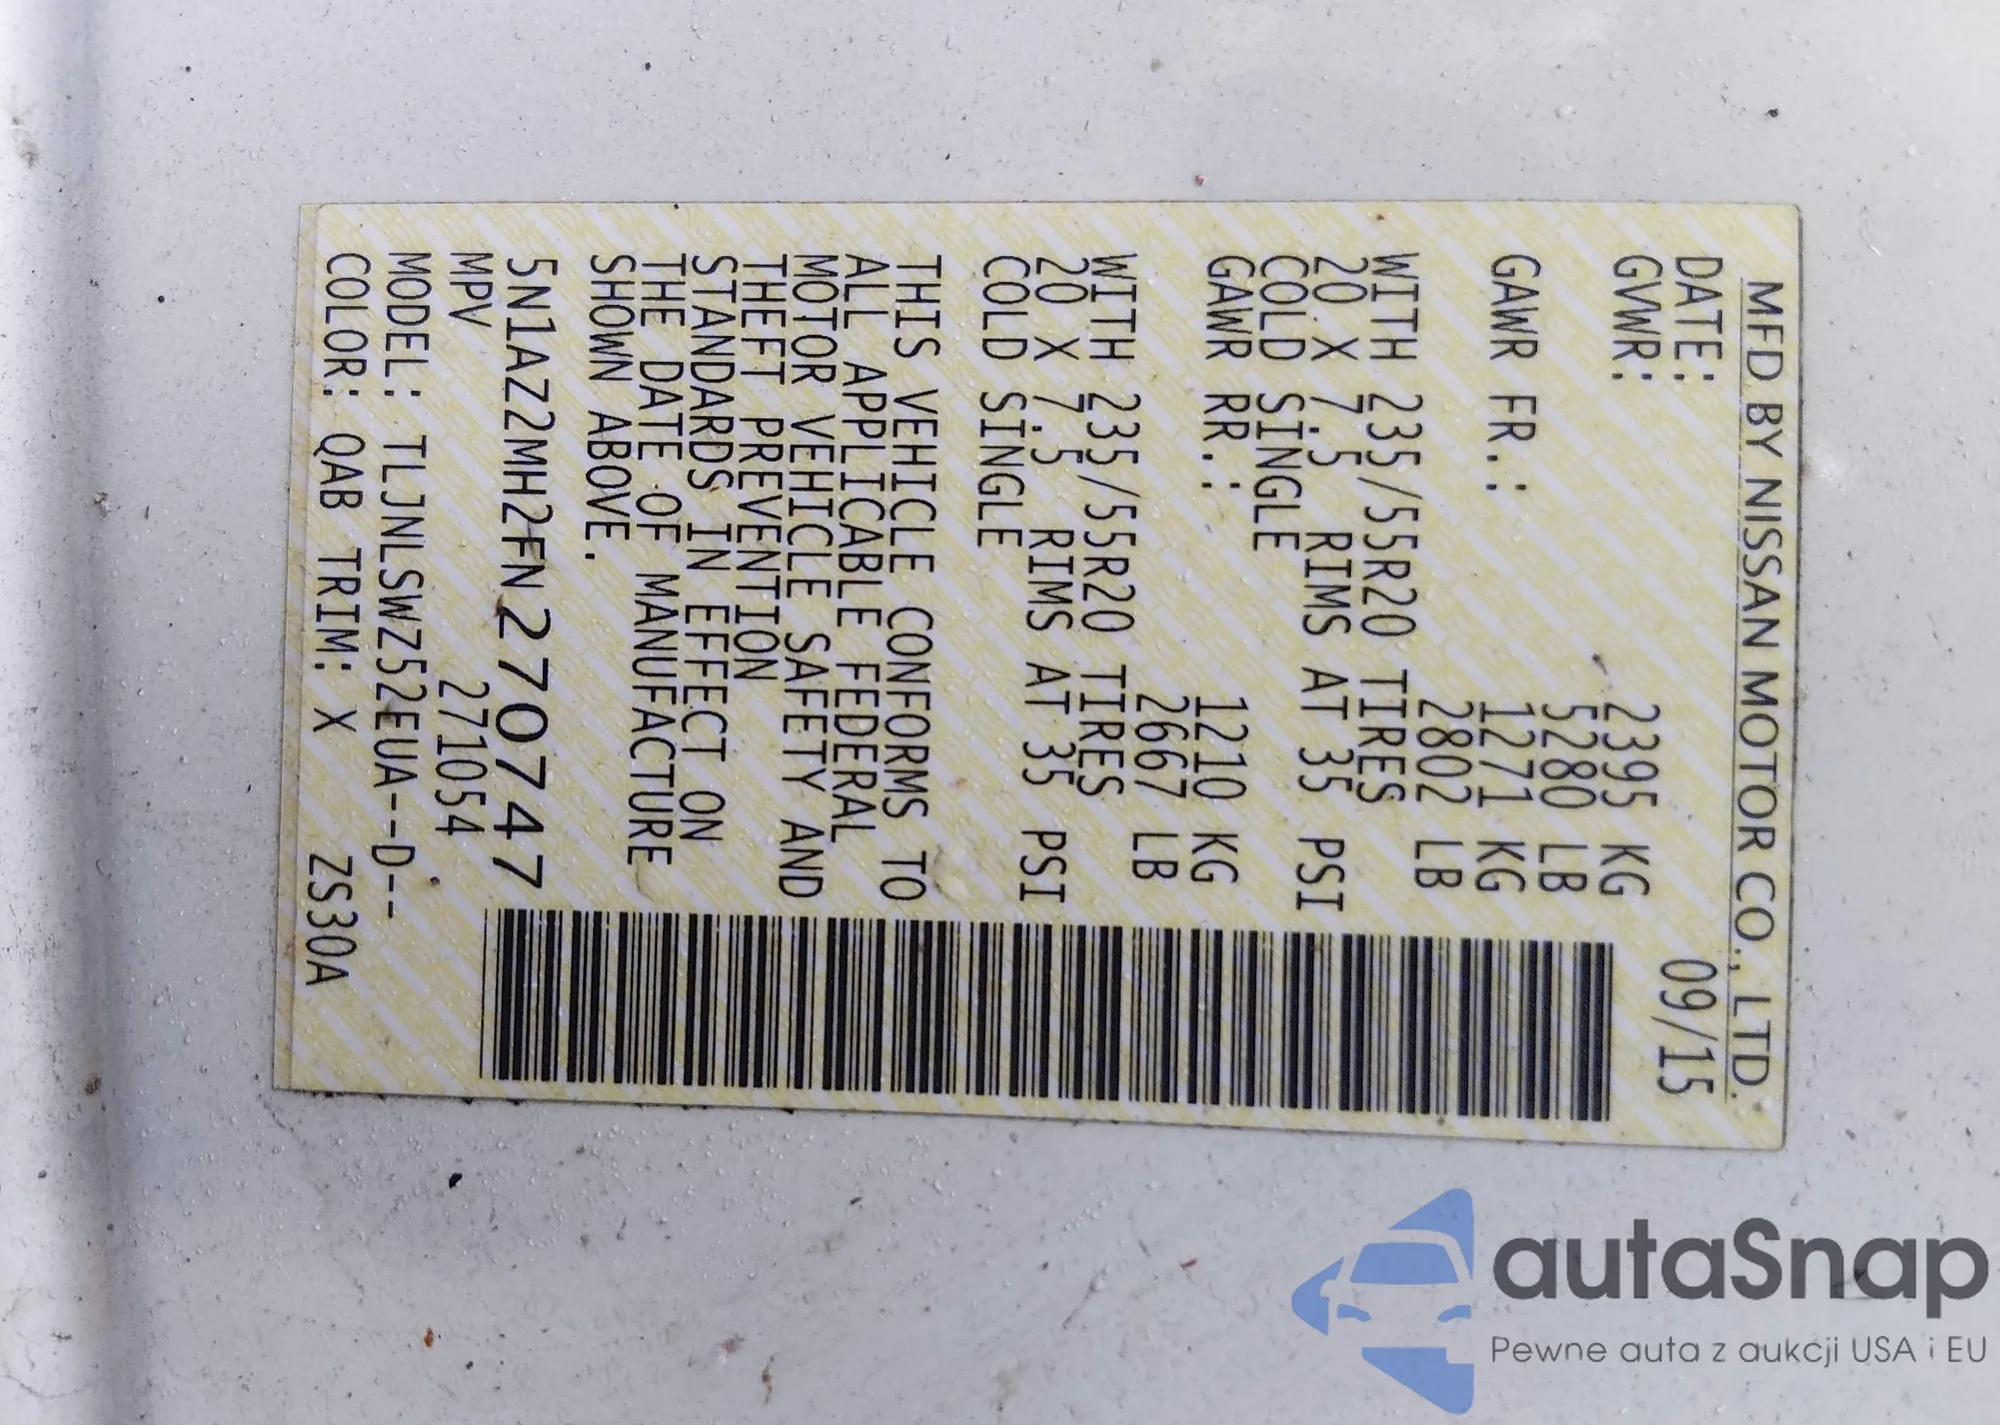 MFD BY NISSAN MOTOR CO., LTD.
DATE: 09/15
GVWR: 2395 KG
5280 LB
GAWR FR.: 1271 KG
2802 LB
WITH 235/55R20 TIRES
20 X 7.5 RIMS AT 35 PSI
COLD SINGLE
GAWR RR.: 1210 KG
2667 LB
WITH 235/55R20 TIRES
20 X 7.5 RIMS AT 35 PSI
COLD SINGLE
THIS VEHICLE CONFORMS TO
ALL APPLICABLE FEDERAL
MOTOR VEHICLE SAFETY AND
THEFT PREVENTION
STANDARDS IN EFFECT ON
THE DATE OF MANUFACTURE
SHOWN ABOVE.
5N1AZ2MH2FN270747
MPV 271054
MODEL: TLJNLSWZ52EUA--D--
COLOR: QAB TRIM: X ZS30A
autaSnap
Pewne auta z aukcji USA i EU